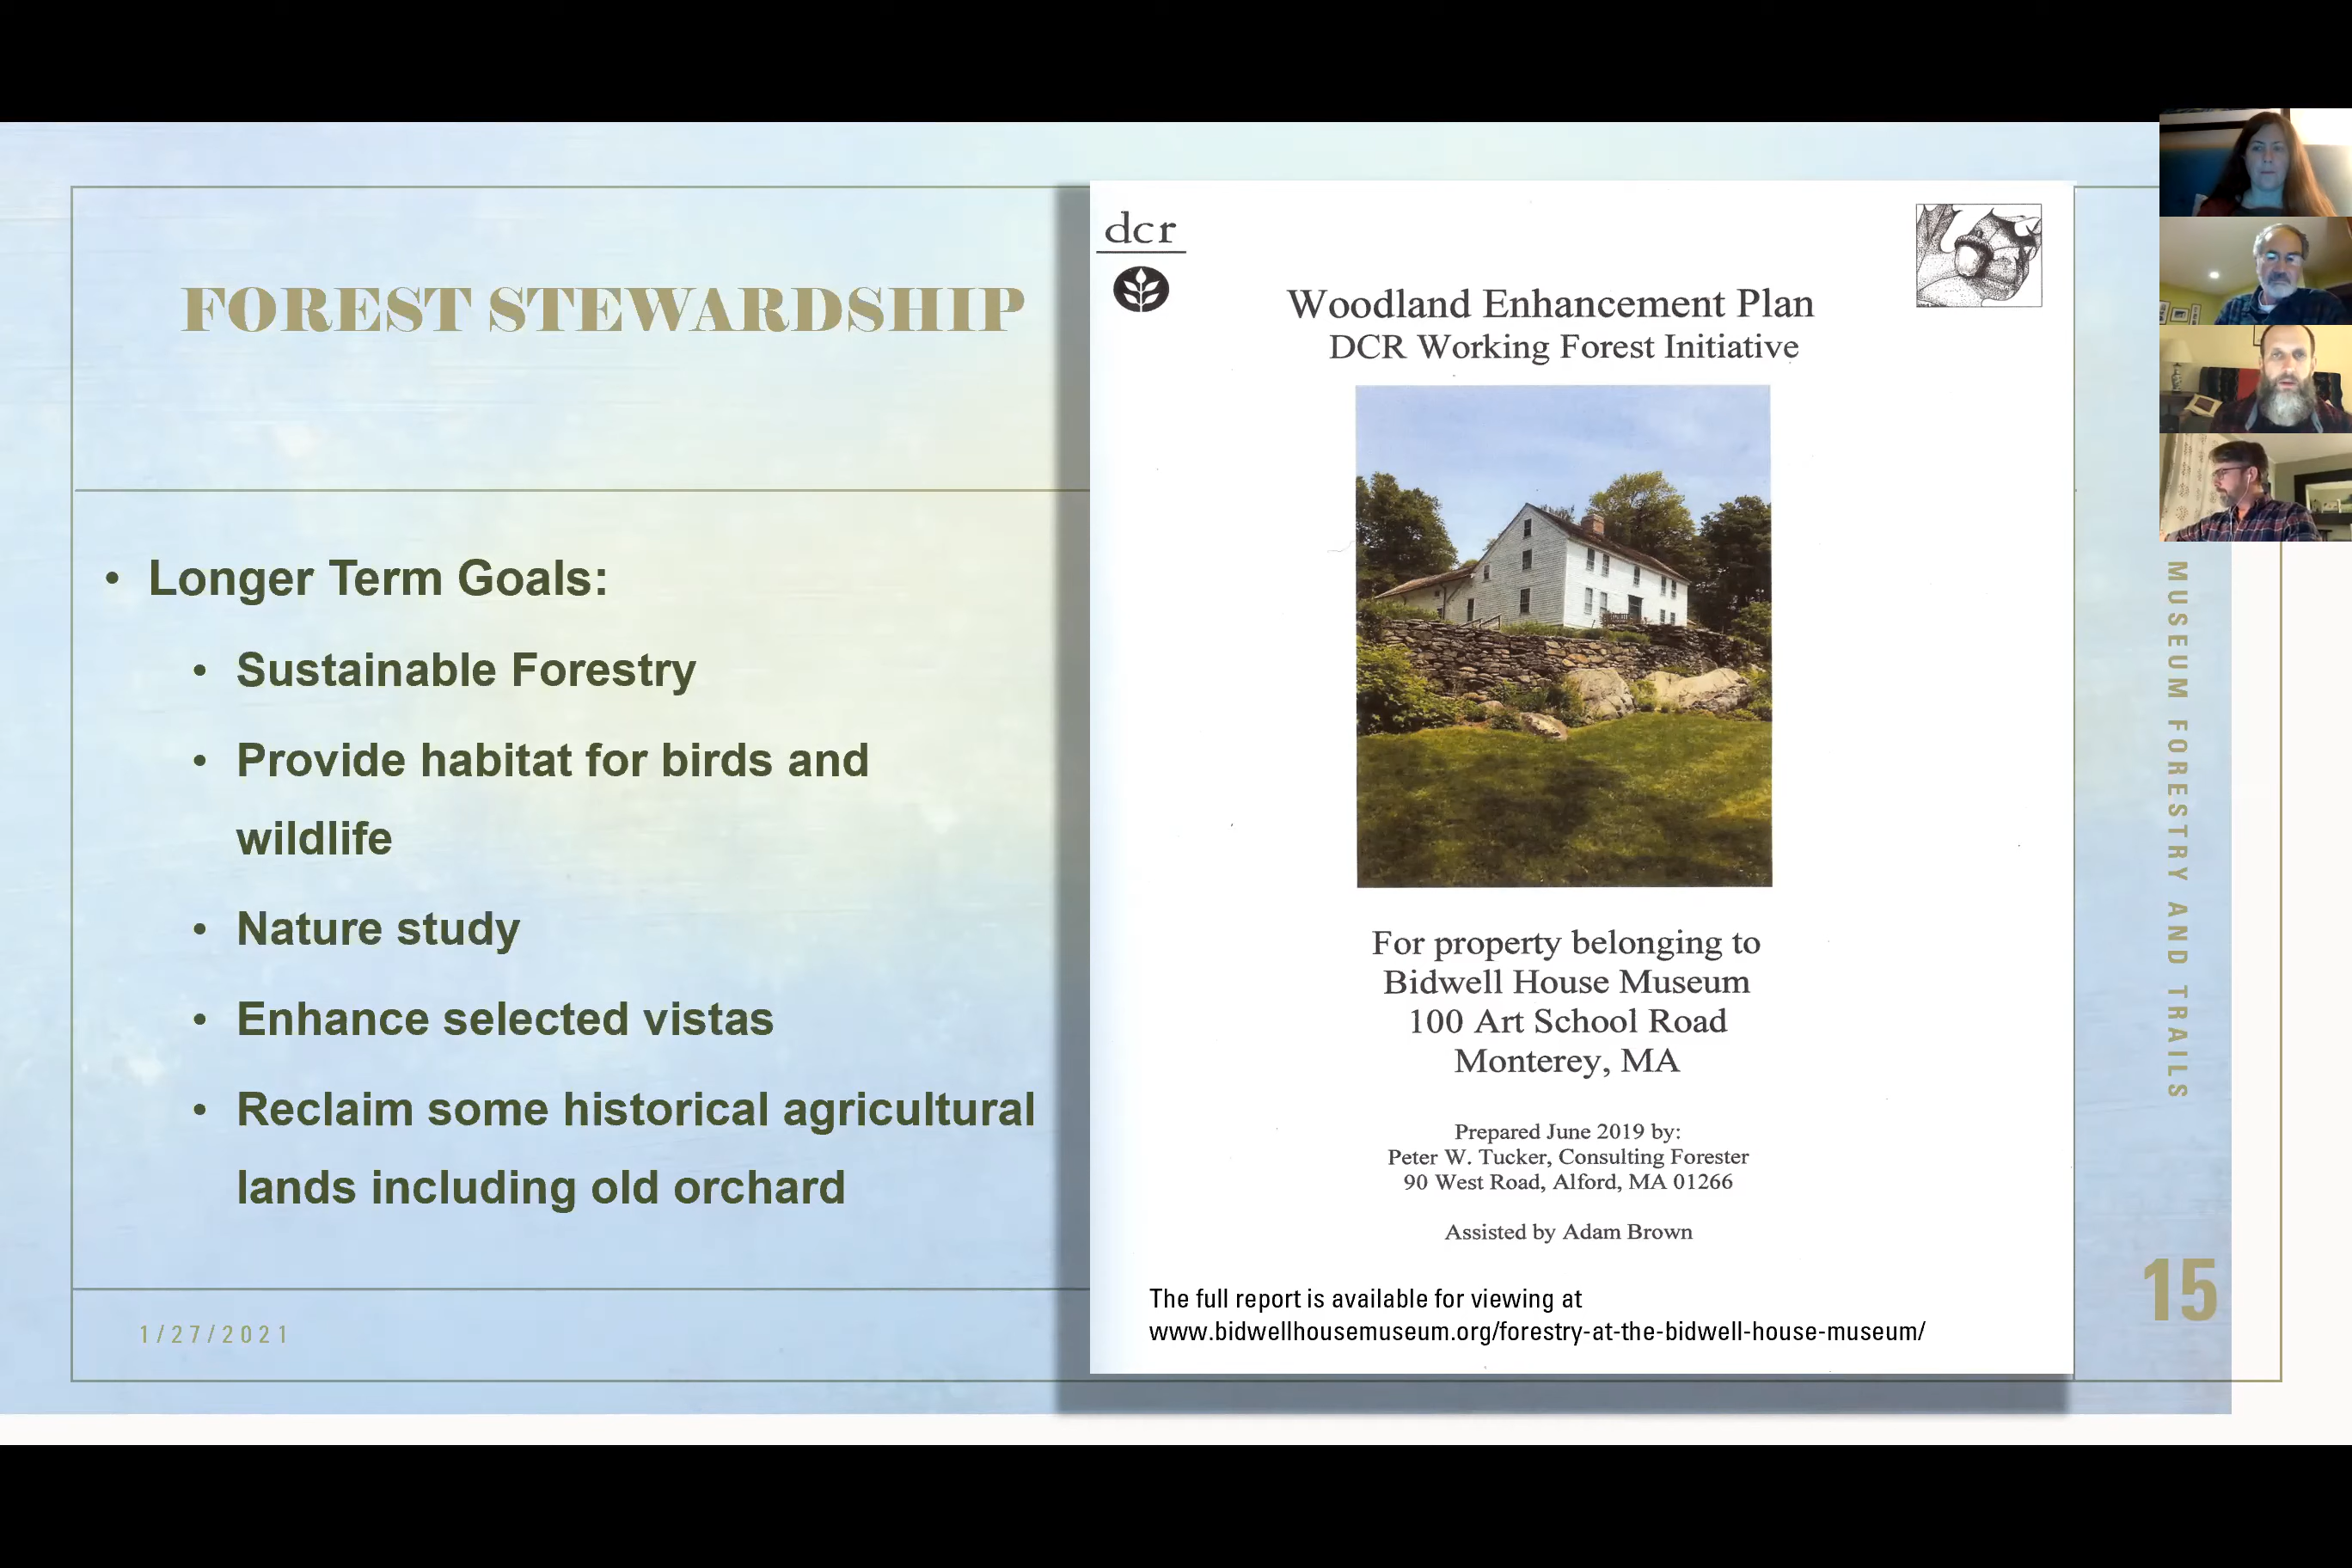 FOREST STEWARDSHIP
• Longer Term Goals:
• Sustainable Forestry
• Provide habitat for birds and
wildlife
• Nature study
• Enhance selected vistas
• Reclaim some historical agricultural
lands including old orchard
1/27/2021
dcr
Woodland Enhancement Plan
DCR Working Forest Initiative
For property belonging to
Bidwell House Museum
100 Art School Road
Monterey, MA
Prepared June 2019 by:
Peter W. Tucker, Consulting Forester
90 West Road, Alford, MA 01266
Assisted by Adam Brown
The full report is available for viewing at
www.bidwellhousemuseum.org/forestry-at-the-bidwell-house-museum/
MUSEUM FORESTRY AND TRAILS
15